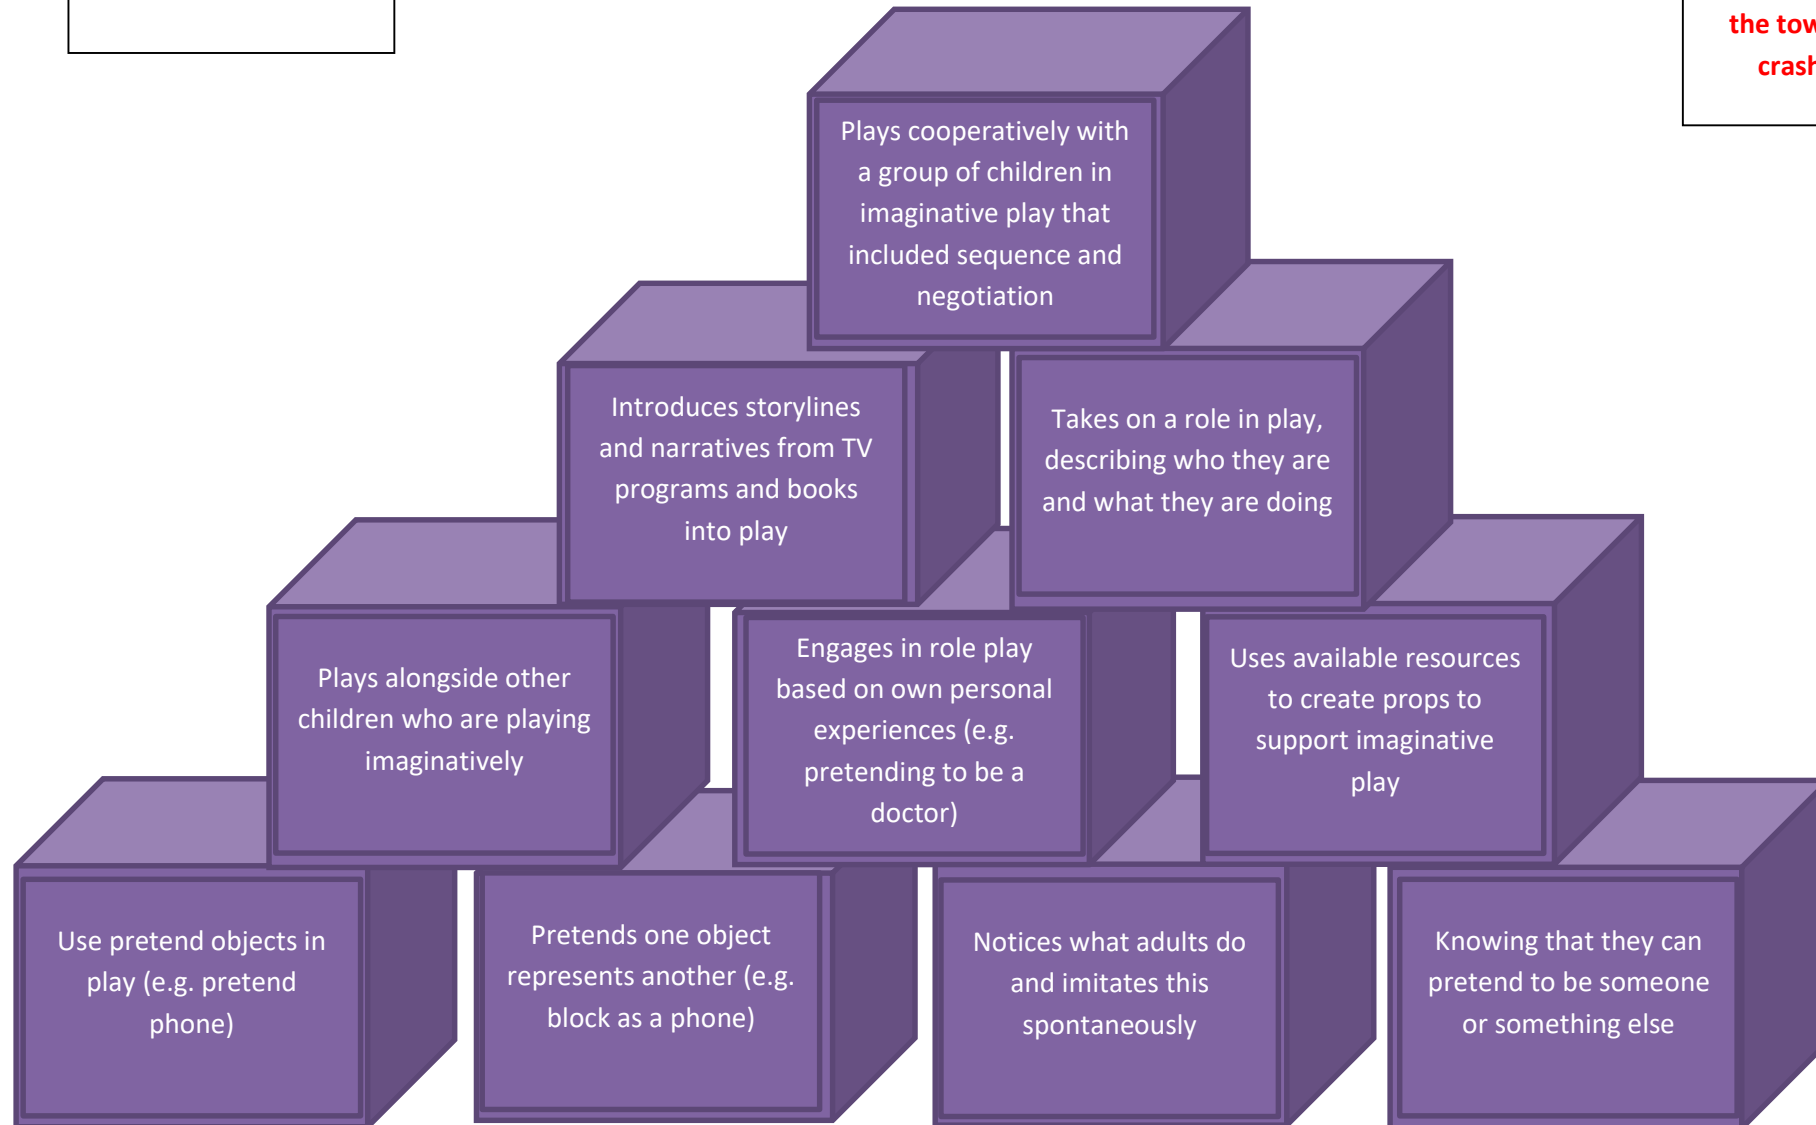 the
crash
Plays cooperatively with
a group of children in
imaginative play that
included sequence and
negotiation
Introduces storylines
and narratives from TV
programs and books
into play
Takes on a role in play,
describing who they are
and what they are doing
Plays alongside other
children who are playing
imaginatively
Engages in role play
based on own personal
experiences (e.g.
pretending to be a
doctor)
Uses available resources
to create props to
support imaginative
play
Use pretend objects in
play (e.g. pretend
phone)
Pretends one object
represents another (e.g.
block as a phone)
Notices what adults do
and imitates this
spontaneously
Knowing that they can
pretend to be someone
or something else